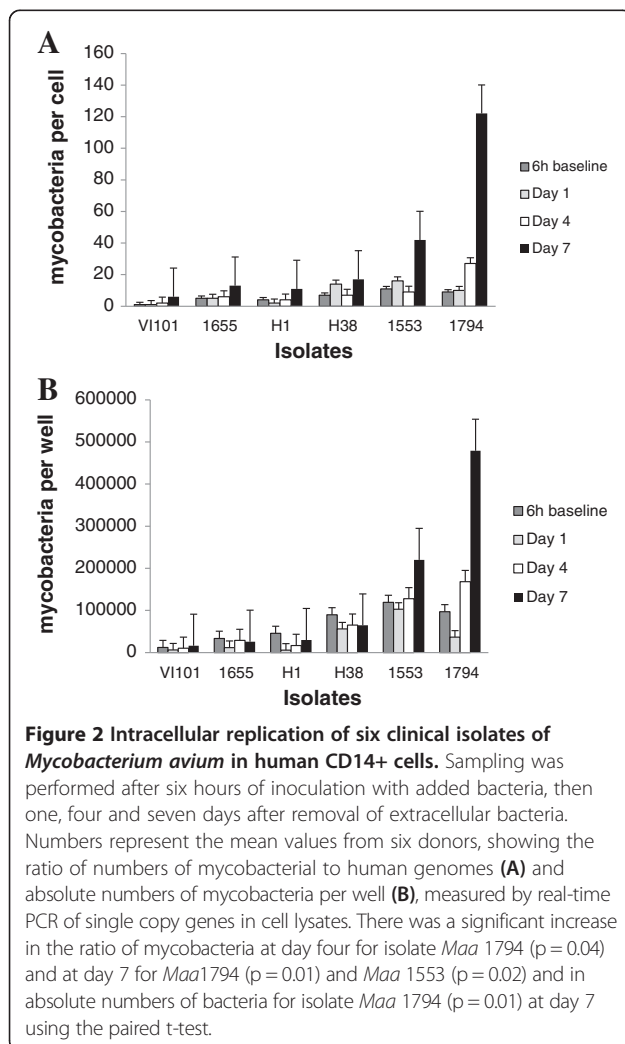 A
mycobacteria per cell
160
140
120
100
80
60
40
20
0
VI101 1655 H1 H38 1553 1794
Isolates
6h baseline
Day 1
Day 4
Day 7
B
mycobacteria per well
600000
500000
400000
300000
200000
100000
0
VI101 1655 H1 H38 1553 1794
Isolates
6h baseline
Day 1
Day 4
Day 7
Figure 2 Intracellular replication of six clinical isolates of
Mycobacterium avium in human CD14+ cells. Sampling was
performed after six hours of inoculation with added bacteria, then
one, four and seven days after removal of extracellular bacteria.
Numbers represent the mean values from six donors, showing the
ratio of numbers of mycobacterial to human genomes (A) and
absolute numbers of mycobacteria per well (B), measured by real-time
PCR of single copy genes in cell lysates. There was a significant increase
in the ratio of mycobacteria at day four for isolate Maa 1794 (p = 0.04)
and at day 7 for Maa1794 (p = 0.01) and Maa 1553 (p = 0.02) and in
absolute numbers of bacteria for isolate Maa 1794 (p = 0.01) at day 7
using the paired t-test.